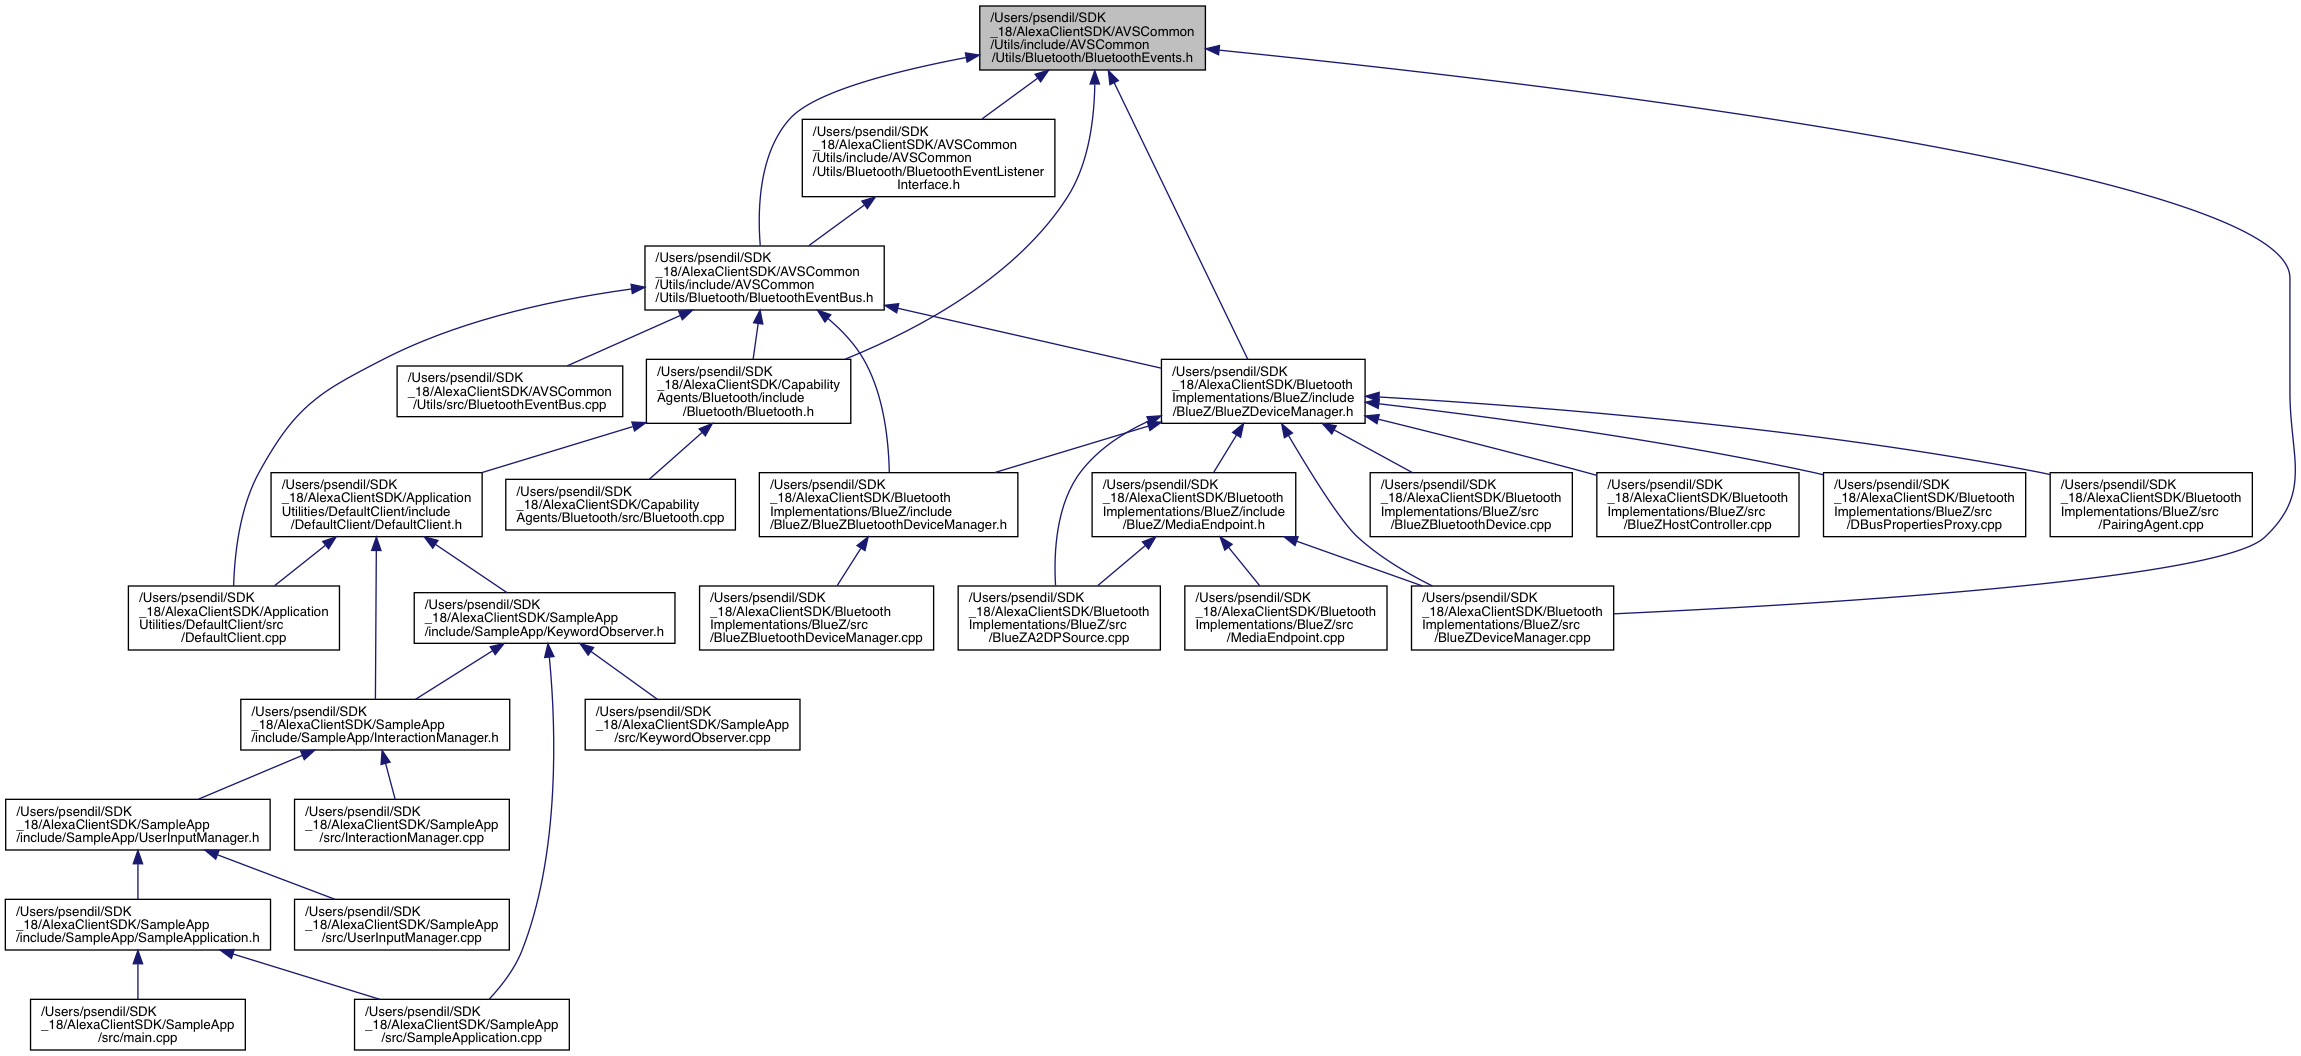 /Users/psendil/SDK
_18/AlexaClientSDK/AVSCommon
/Utils/include/AVSCommon
/Utils/Bluetooth/BluetoothEvents.h
/Users/psendil/SDK
_18/AlexaClientSDK/AVSCommon
/Utils/include/AVSCommon
/Utils/Bluetooth/BluetoothEventListener
Interface.h
/Users/psendil/SDK
_18/AlexaClientSDK/AVSCommon
/Utils/include/AVSCommon
/Utils/Bluetooth/BluetoothEventBus.h
/Users/psendil/SDK
_18/AlexaClientSDK/AVSCommon
/Utils/src/BluetoothEventBus.cpp
/Users/psendil/SDK
_18/AlexaClientSDK/Capability
Agents/Bluetooth/include
/Bluetooth/Bluetooth.h
/Users/psendil/SDK
_18/AlexaClientSDK/Bluetooth
Implementations/BlueZ/include
/BlueZ/BlueZDeviceManager.h
/Users/psendil/SDK
_18/AlexaClientSDK/Application
Utilities/DefaultClient/include
/DefaultClient/DefaultClient.h
/Users/psendil/SDK
_18/AlexaClientSDK/Capability
Agents/Bluetooth/src/Bluetooth.cpp
/Users/psendil/SDK
_18/AlexaClientSDK/Bluetooth
Implementations/BlueZ/include
/BlueZ/BlueZBluetoothDeviceManager.h
/Users/psendil/SDK
_18/AlexaClientSDK/Bluetooth
Implementations/BlueZ/include
/BlueZ/MediaEndpoint.h
/Users/psendil/SDK
_18/AlexaClientSDK/Bluetooth
Implementations/BlueZ/src
/BlueZBluetoothDevice.cpp
/Users/psendil/SDK
_18/AlexaClientSDK/Bluetooth
Implementations/BlueZ/src
/BlueZHostController.cpp
/Users/psendil/SDK
_18/AlexaClientSDK/Bluetooth
Implementations/BlueZ/src
/DBusPropertiesProxy.cpp
/Users/psendil/SDK
_18/AlexaClientSDK/Bluetooth
Implementations/BlueZ/src
/PairingAgent.cpp
/Users/psendil/SDK
_18/AlexaClientSDK/Application
Utilities/DefaultClient/src
/DefaultClient.cpp
/Users/psendil/SDK
_18/AlexaClientSDK/SampleApp
/include/SampleApp/KeywordObserver.h
/Users/psendil/SDK
_18/AlexaClientSDK/Bluetooth
Implementations/BlueZ/src
/BlueZBluetoothDeviceManager.cpp
/Users/psendil/SDK
_18/AlexaClientSDK/Bluetooth
Implementations/BlueZ/src
/BlueZA2DPSource.cpp
/Users/psendil/SDK
_18/AlexaClientSDK/Bluetooth
Implementations/BlueZ/src
/MediaEndpoint.cpp
/Users/psendil/SDK
_18/AlexaClientSDK/Bluetooth
Implementations/BlueZ/src
/BlueZDeviceManager.cpp
/Users/psendil/SDK
_18/AlexaClientSDK/SampleApp
/include/SampleApp/InteractionManager.h
/Users/psendil/SDK
_18/AlexaClientSDK/SampleApp
/src/KeywordObserver.cpp
/Users/psendil/SDK
_18/AlexaClientSDK/SampleApp
/include/SampleApp/UserInputManager.h
/Users/psendil/SDK
_18/AlexaClientSDK/SampleApp
/src/InteractionManager.cpp
/Users/psendil/SDK
_18/AlexaClientSDK/SampleApp
/include/SampleApp/SampleApplication.h
/Users/psendil/SDK
_18/AlexaClientSDK/SampleApp
/src/UserInputManager.cpp
/Users/psendil/SDK
_18/AlexaClientSDK/SampleApp
/src/main.cpp
/Users/psendil/SDK
_18/AlexaClientSDK/SampleApp
/src/SampleApplication.cpp